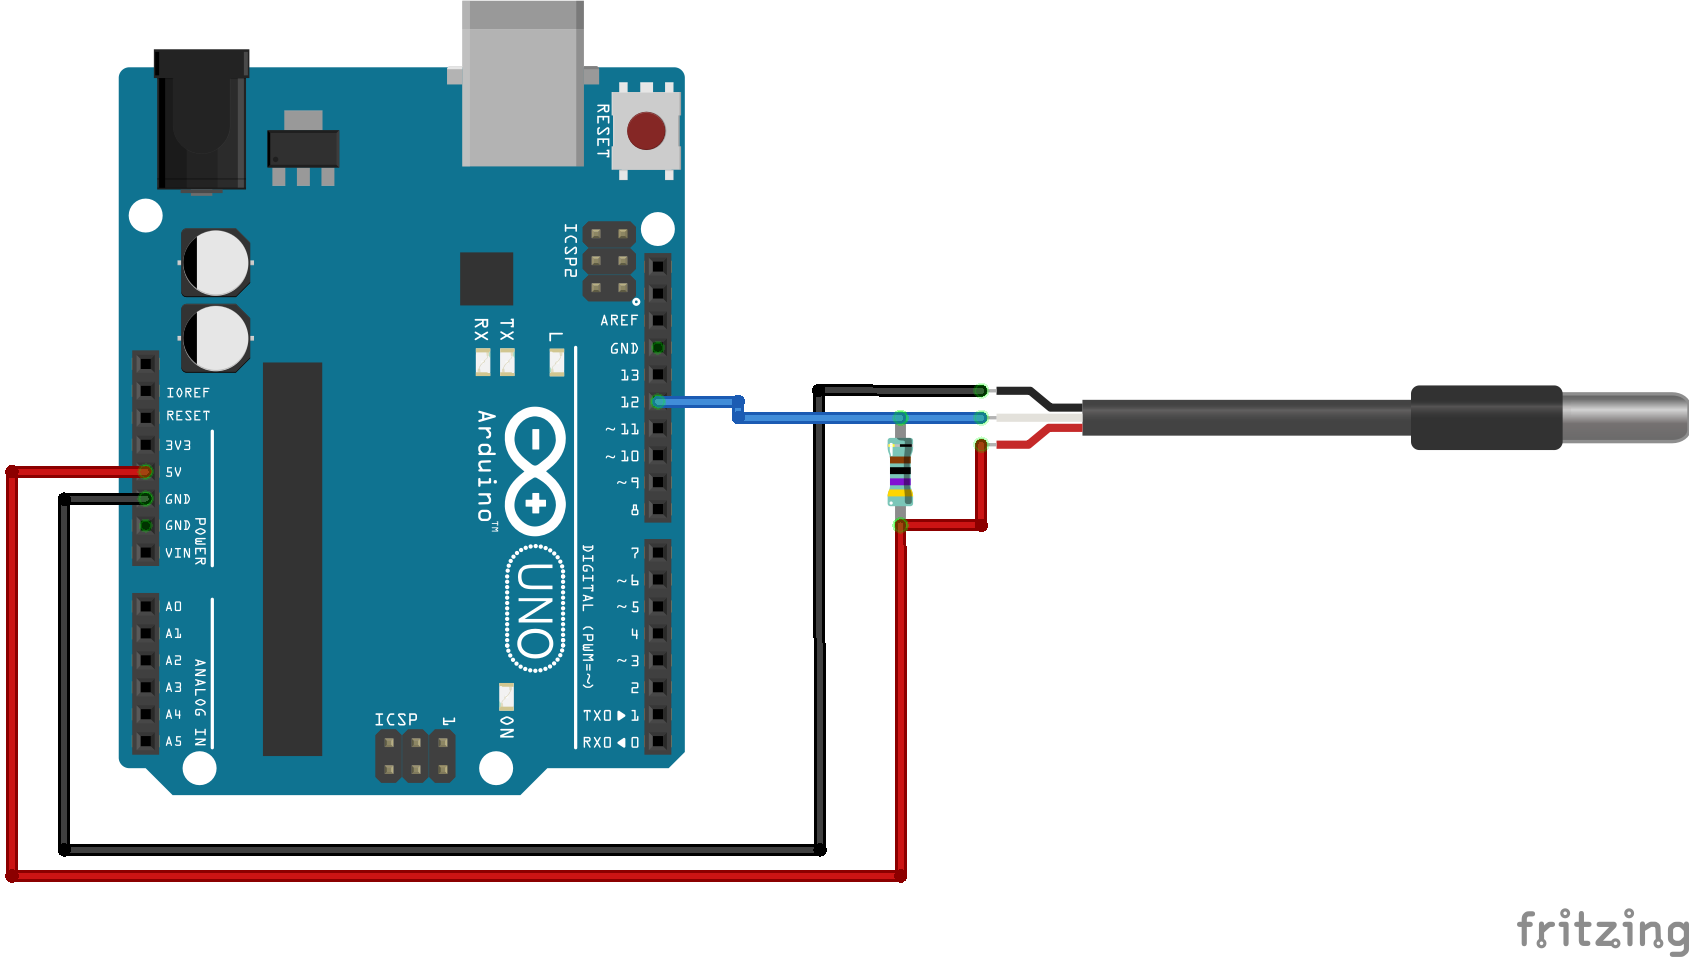 RESET
ICSP2
AREF
GND
13
12
~11
~10
~9
8
RX
TX
L
IOREF
RESET
3V3
5V
GND
GND
VIN
POWER
Arduino™
UNO
DIGITAL (PWM=~)
7
~6
~5
4
~3
2
TX0▶1
RX0◀0
A0
A1
A2
A3
A4
A5
ANALOG IN
ICSP 1
ON
fritzing